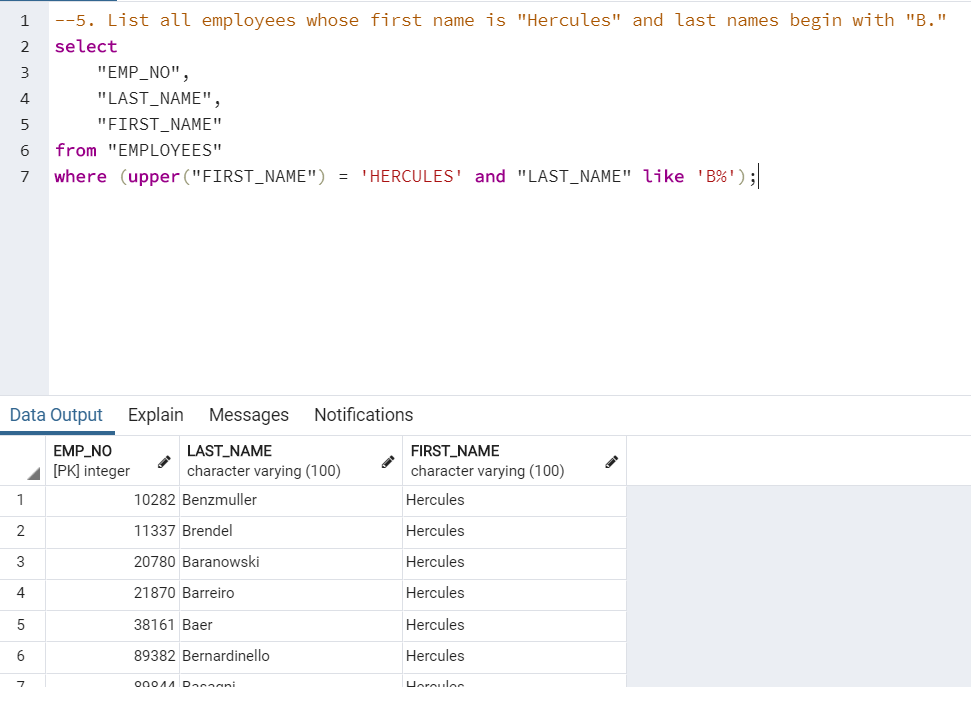 1 --5. List all employees whose first name is "Hercules" and last names begin with "B."
2 select
3 "EMP_NO",
4 "LAST_NAME",
5 "FIRST_NAME"
6 from "EMPLOYEES"
7 where (upper("FIRST_NAME") = 'HERCULES' and "LAST_NAME" like 'B%');
Data Output Explain Messages Notifications
EMP_NO LAST_NAME FIRST_NAME
[PK] integer character varying (100) character varying (100)
1 10282 Benzmuller Hercules
2 11337 Brendel Hercules
3 20780 Baranowski Hercules
4 21870 Barreiro Hercules
5 38161 Baer Hercules
6 89382 Bernardinello Hercules
7 89844 Basagni Hercules